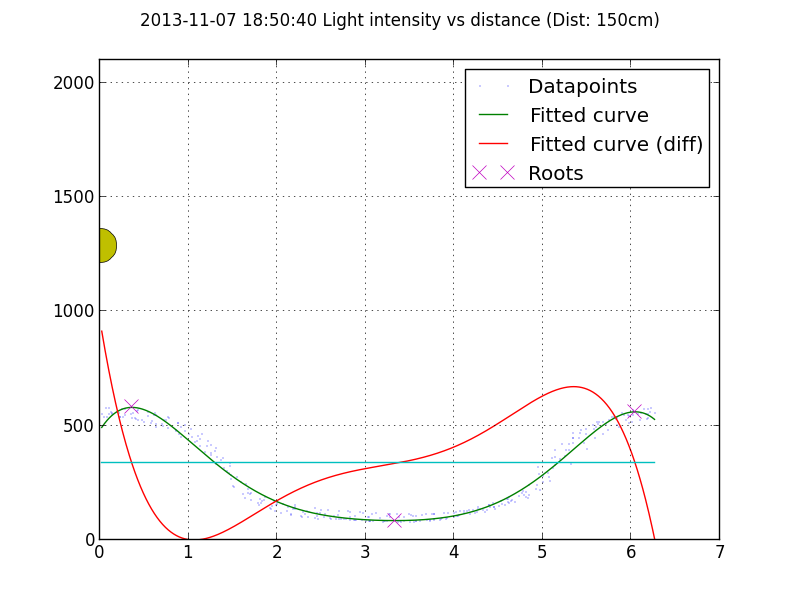 2013-11-07 18:50:40 Light intensity vs distance (Dist: 150cm)
2000
1500
1000
500
0
0 1 2 3 4 5 6 7
Datapoints
Fitted curve
Fitted curve (diff)
Roots